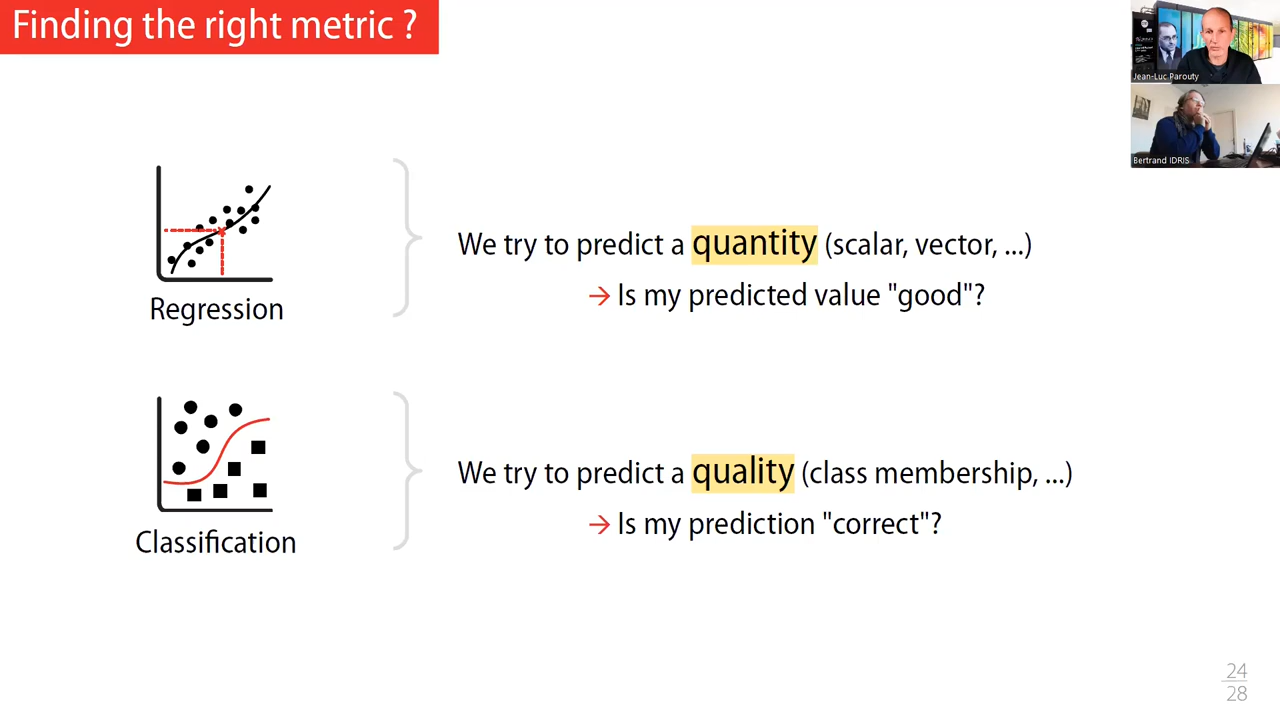 Finding the right metric ?
Jean-Luc Parouty
Bertrand IDRIS
We try to predict a quantity (scalar, vector, ...)
→ Is my predicted value "good"?
Regression
We try to predict a quality (class membership, ...)
→ Is my prediction "correct"?
Classification
24
28